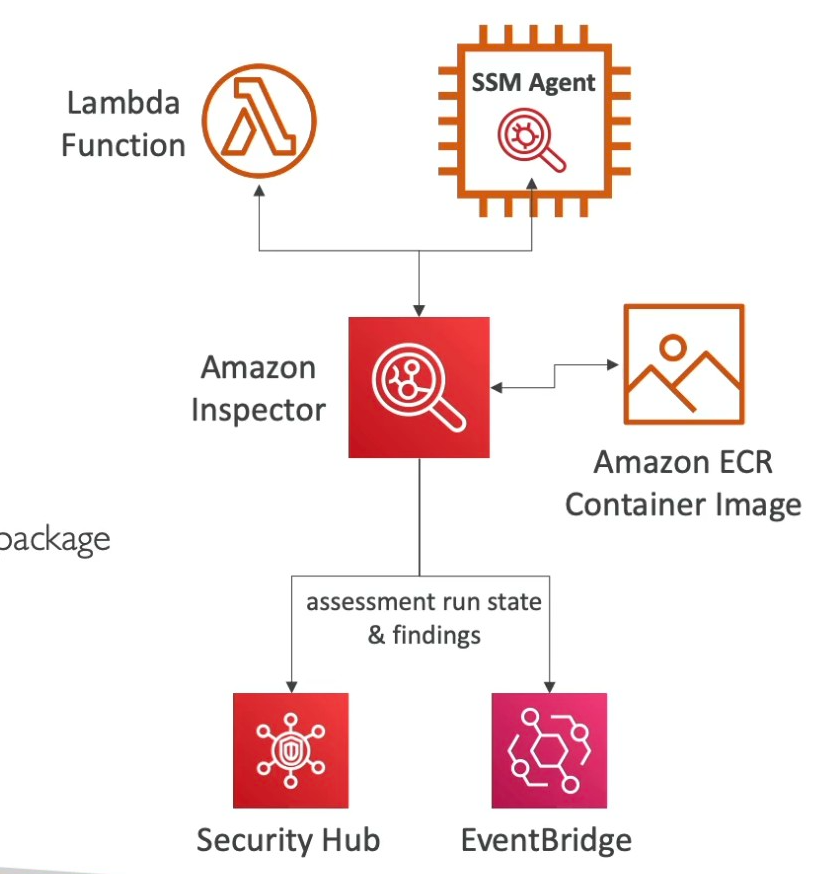 SSM Agent
Lambda
Function
Amazon
Inspector
Amazon ECR
Container Image
package
assessment run state
& findings
Security Hub
EventBridge